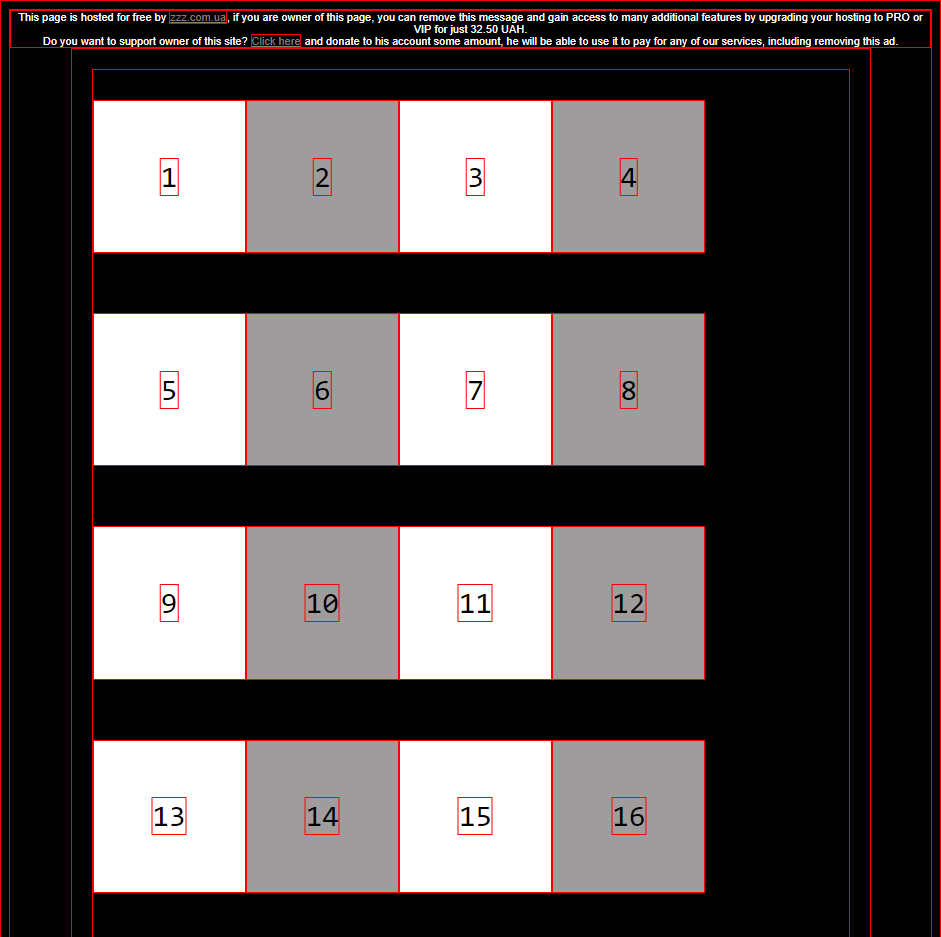 This page is hosted for free by zzz.com.ua, if you are owner of this page, you can remove this message and gain access to many additional features by upgrading your hosting to PRO or
VIP for just 32.50 UAH.
Do you want to support owner of this site? Click here and donate to his account some amount, he will be able to use it to pay for any of our services, including removing this ad.
1 2 3 4
5 6 7 8
9 10 11 12
13 14 15 16